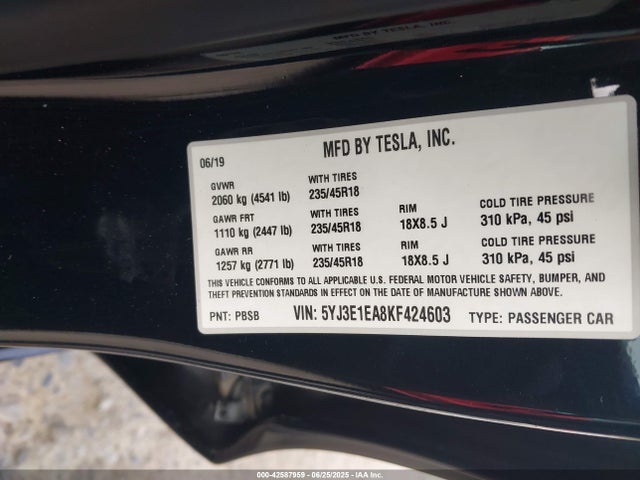 MFD BY TESLA, INC.
MFD BY TESLA, INC.
06/19
GVWR WITH TIRES
2060 kg (4541 lb) 235/45R18
GAWR FRT WITH TIRES RIM COLD TIRE PRESSURE
1110 kg (2447 lb) 235/45R18 18X8.5 J 310 kPa, 45 psi
GAWR RR WITH TIRES RIM COLD TIRE PRESSURE
1257 kg (2771 lb) 235/45R18 18X8.5 J 310 kPa, 45 psi
THIS VEHICLE CONFORMS TO ALL APPLICABLE U.S. FEDERAL MOTOR VEHICLE SAFETY, BUMPER, AND
THEFT PREVENTION STANDARDS IN EFFECT ON THE DATE OF MANUFACTURE SHOWN ABOVE.
PNT: PBSB VIN: 5YJ3E1EA8KF424603 TYPE: PASSENGER CAR
000-42587959 - 06/25/2025 - IAA Inc.